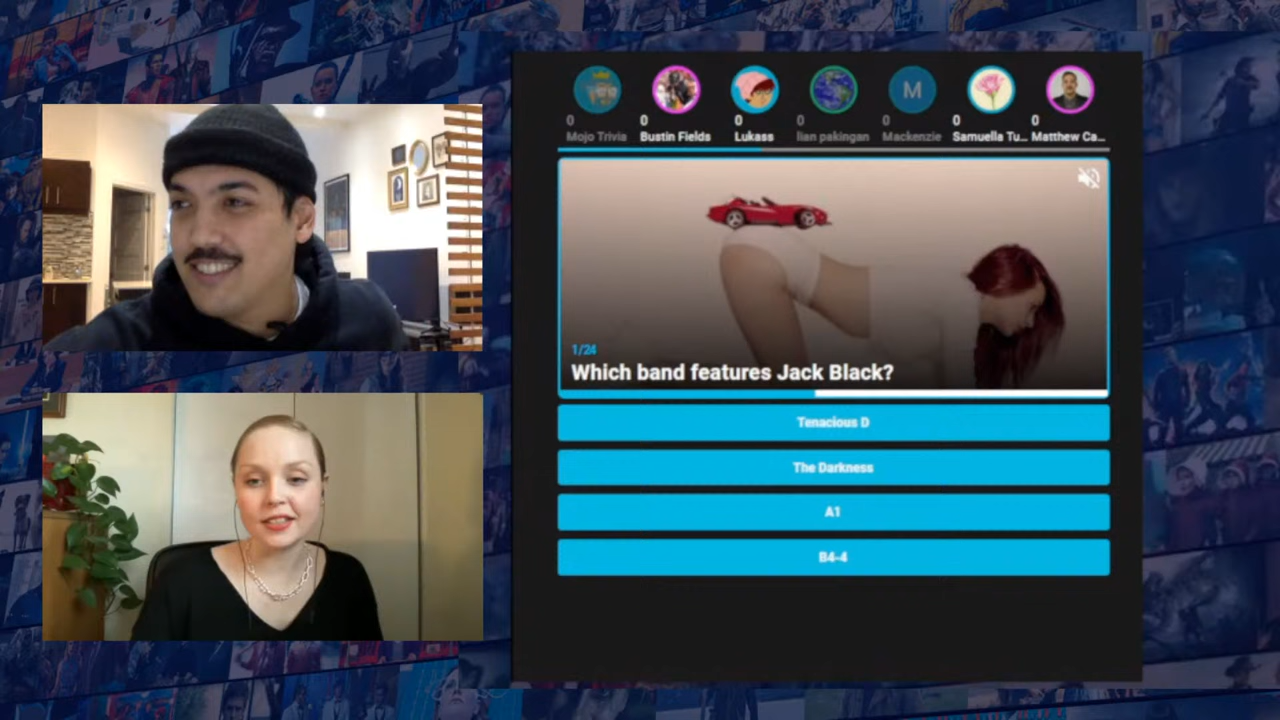 M
0 0 0 0 0 0 0
Mojo Trivia Bustin Fields Lukass lian pakingan Mackenzie Samuella Tu... Matthew Ca...
1/24
Which band features Jack Black?
Tenacious D
The Darkness
A1
B4-4